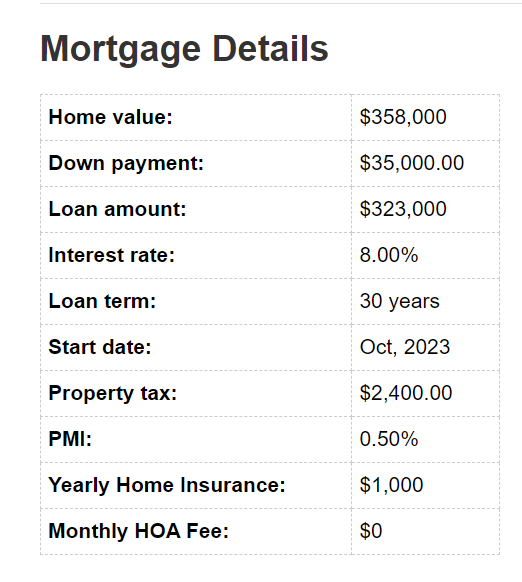 Mortgage Details
Home value: $358,000
Down payment: $35,000.00
Loan amount: $323,000
Interest rate: 8.00%
Loan term: 30 years
Start date: Oct, 2023
Property tax: $2,400.00
PMI: 0.50%
Yearly Home Insurance: $1,000
Monthly HOA Fee: $0